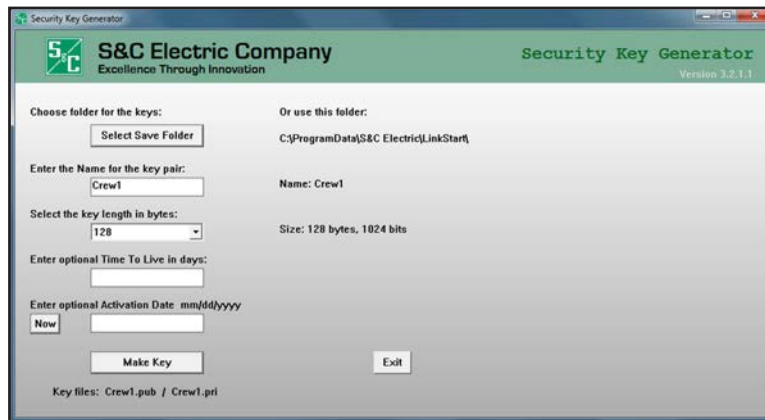 Security Key Generator
S&C
S&C Electric Company
Excellence Through Innovation
Security Key Generator
Version 3.2.1.1
Choose folder for the keys:
Or use this folder:
Select Save Folder
C:\ProgramData\S&C Electric\LinkStart\
Enter the Name for the key pair:
Crew1
Name: Crew1
Select the key length in bytes:
128
Size: 128 bytes, 1024 bits
Enter optional Time To Live in days:
Enter optional Activation Date mm/dd/yyyy
Now
Make Key
Exit
Key files: Crew1.pub / Crew1.pri